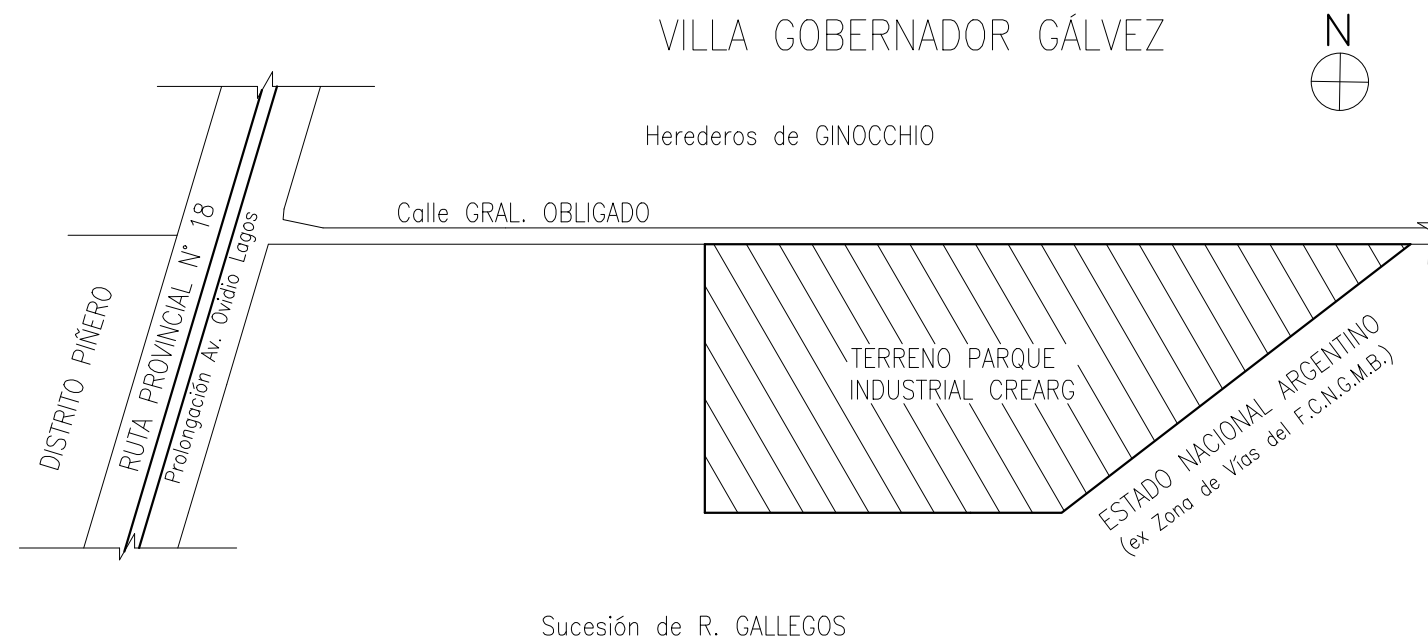 VILLA GOBERNADOR GÁLVEZ
N
Herederos de GINOCCHIO
Calle GRAL. OBLIGADO
DISTRITO PIÑERO
RUTA PROVINCIAL N° 18
Prolongación Av. Ovidio Lagos
TERRENO PARQUE
INDUSTRIAL CREARG
ESTADO NACIONAL ARGENTINO
(ex Zona de Vías del F.C.N.G.M.B.)
Sucesión de R. GALLEGOS